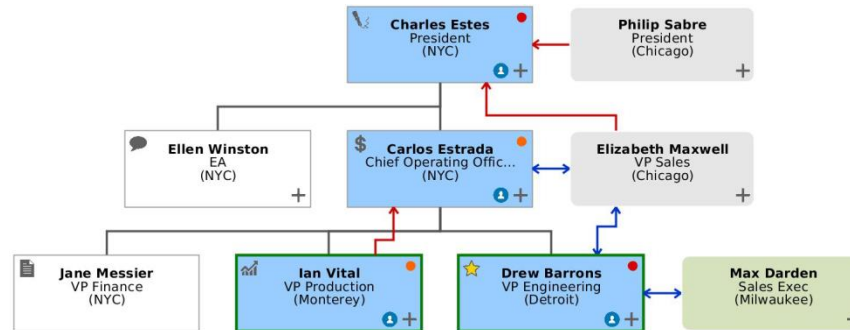 Charles Estes
President
(NYC)
Philip Sabre
President
(Chicago)
Ellen Winston
EA
(NYC)
$
Carlos Estrada
Chief Operating Offic...
(NYC)
Elizabeth Maxwell
VP Sales
(Chicago)
Jane Messier
VP Finance
(NYC)
Ian Vital
VP Production
(Monterey)
Drew Barrons
VP Engineering
(Detroit)
Max Darden
Sales Exec
(Milwaukee)